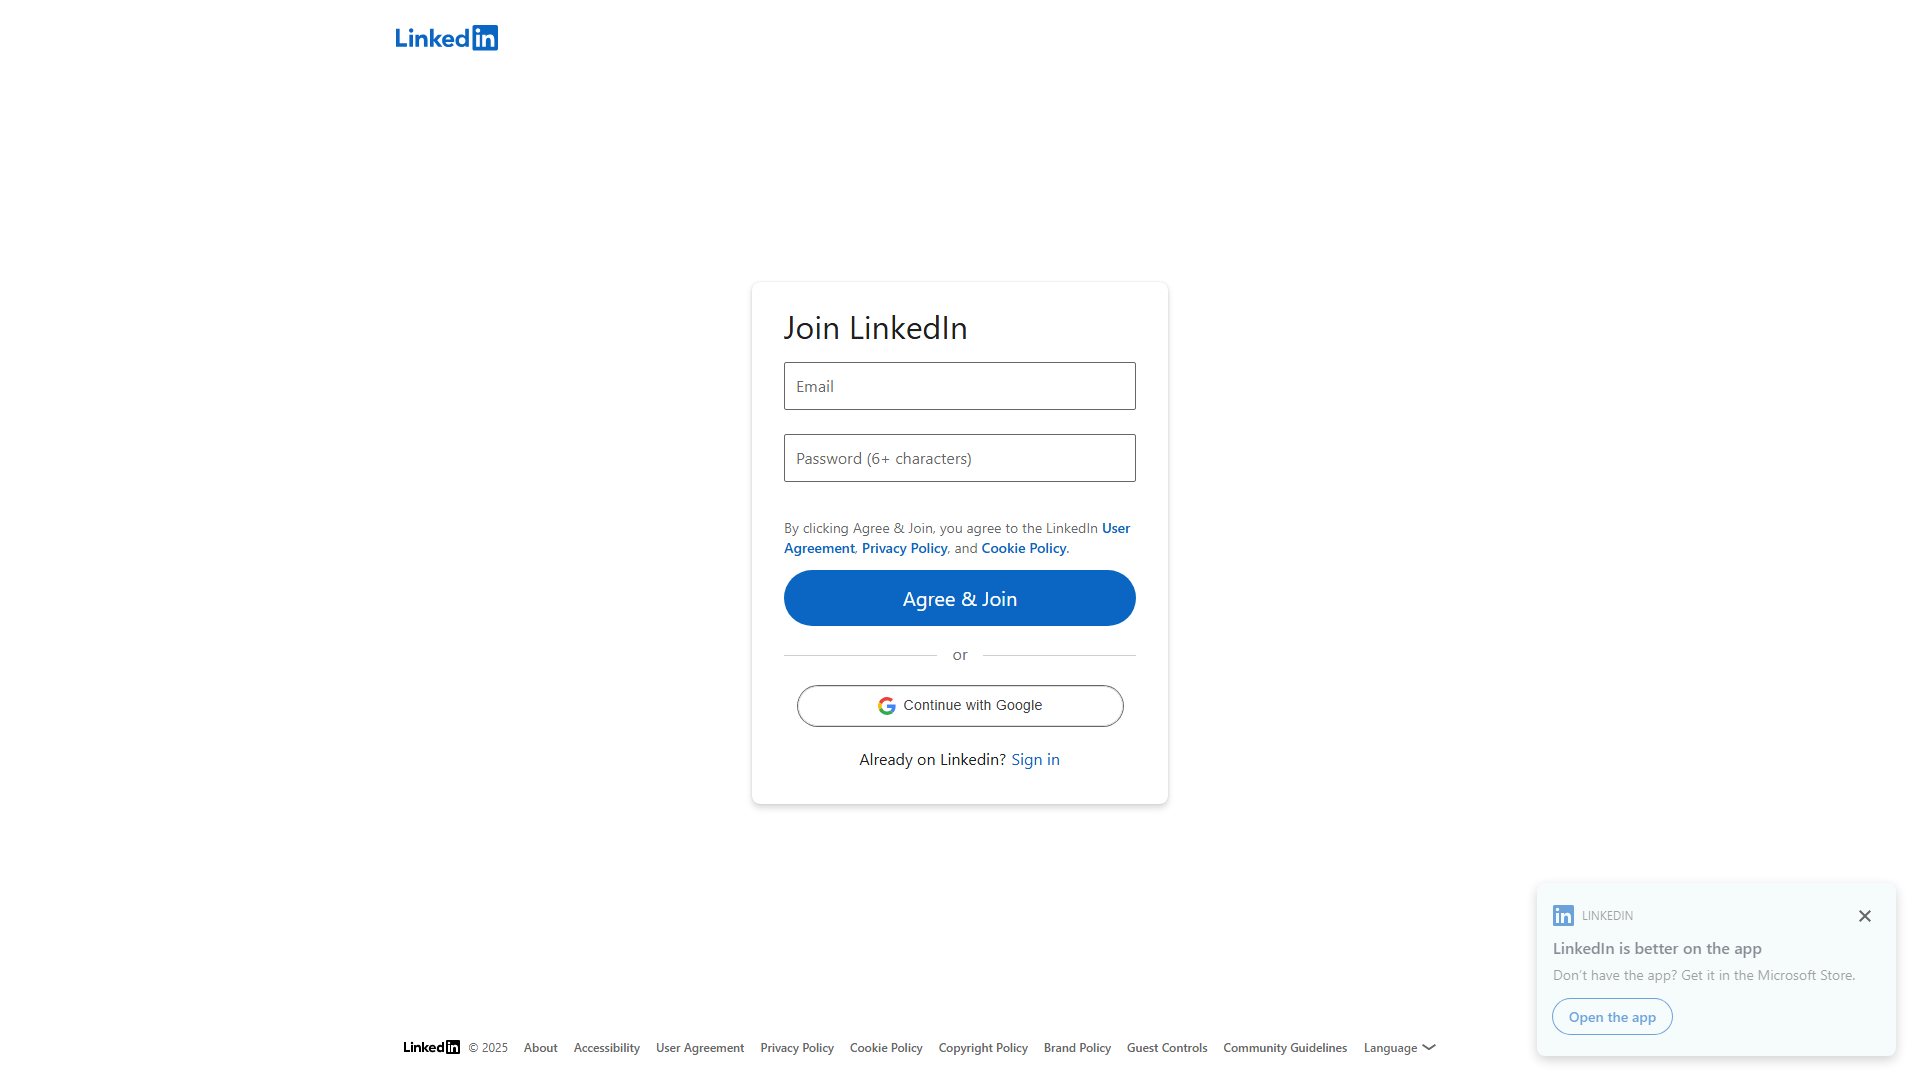 LinkedIn
Join LinkedIn
Email
Password (6+ characters)
By clicking Agree & Join, you agree to the LinkedIn User
Agreement, Privacy Policy, and Cookie Policy.
Agree & Join
or
Continue with Google
Already on Linkedin? Sign in
in LINKEDIN
LinkedIn is better on the app
Don't have the app? Get it in the Microsoft Store.
Open the app
LinkedIn © 2025 About Accessibility User Agreement Privacy Policy Cookie Policy Copyright Policy Brand Policy Guest Controls Community Guidelines Language